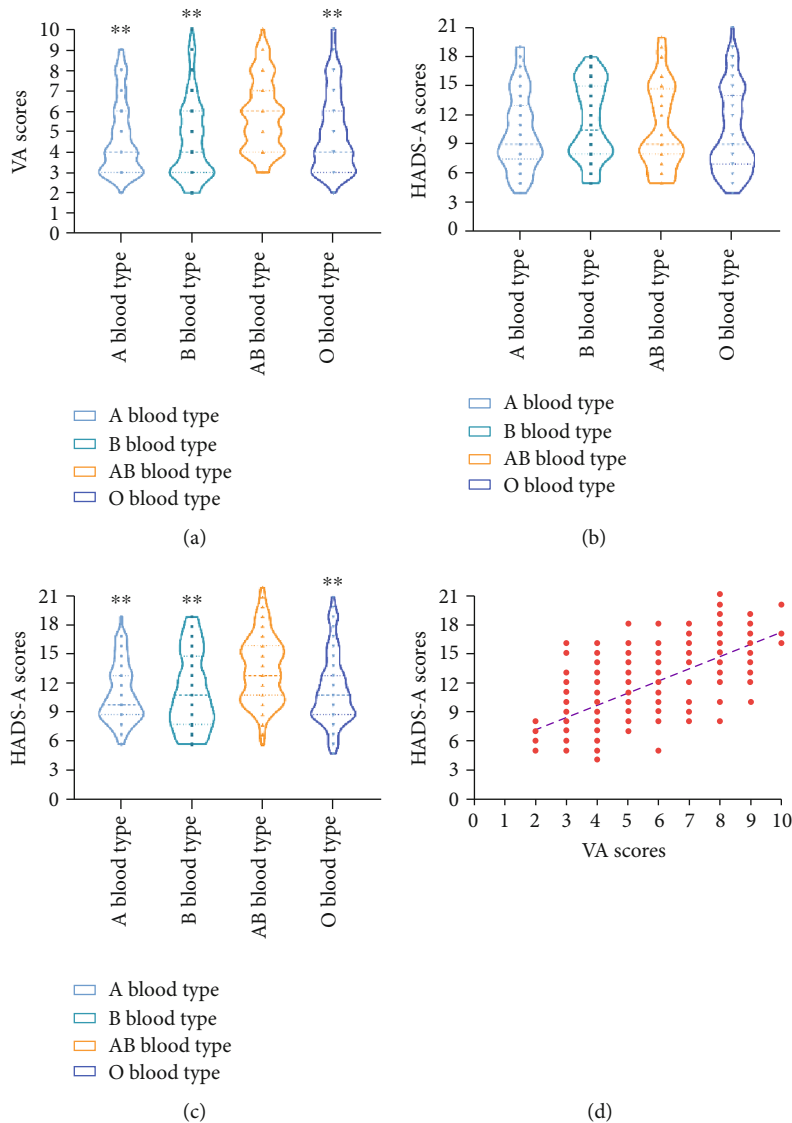 ** ** **
10
9
8
7
6
5
4
3
2
1
0
VA scores
A blood type
B blood type
AB blood type
O blood type
A blood type
B blood type
AB blood type
O blood type
(a)
21
18
15
12
9
6
3
0
HADS-A scores
A blood type
B blood type
AB blood type
O blood type
A blood type
B blood type
AB blood type
O blood type
(b)
** ** **
21
18
15
12
9
6
3
0
HADS-A scores
A blood type
B blood type
AB blood type
O blood type
A blood type
B blood type
AB blood type
O blood type
(c)
21
18
15
12
9
6
3
0
HADS-A scores
0 1 2 3 4 5 6 7 8 9 10
VA scores
(d)